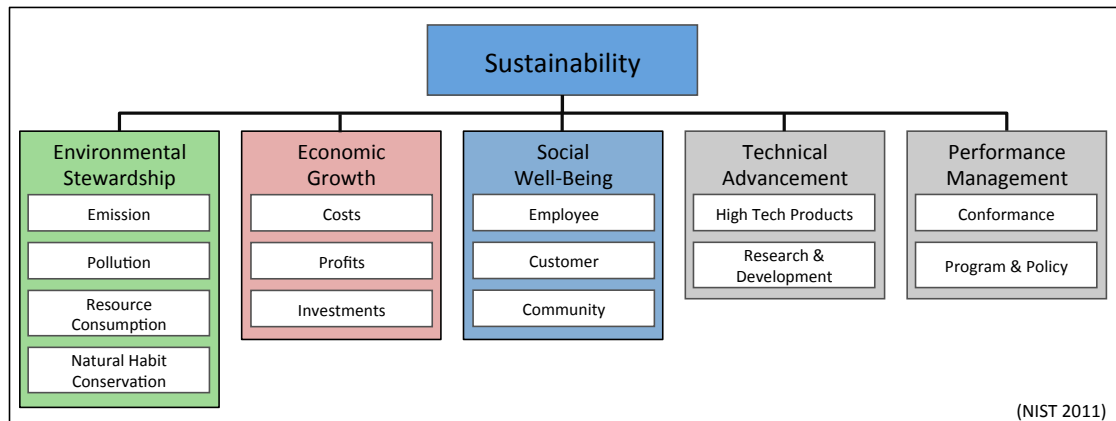 Sustainability
Environmental
Stewardship
Emission
Pollution
Resource
Consumption
Natural Habit
Conservation
Economic
Growth
Costs
Profits
Investments
Social
Well-Being
Employee
Customer
Community
Technical
Advancement
High Tech Products
Research &
Development
Performance
Management
Conformance
Program & Policy
(NIST 2011)